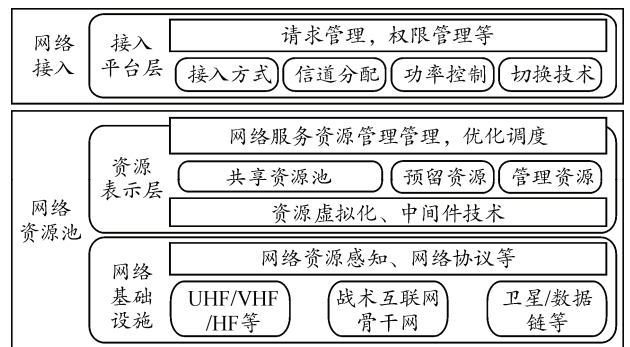 网络
接入
接入
平台层
请求管理，权限管理等
接入方式 信道分配 功率控制 切换技术
网络
资源池
资源
表示层
网络服务资源管理管理，优化调度
共享资源池 预留资源 管理资源
资源虚拟化、中间件技术
网络
基础
设施
网络资源感知、网络协议等
UHF/VHF
/HF等
战术互联网
骨干网
卫星/数据
链等